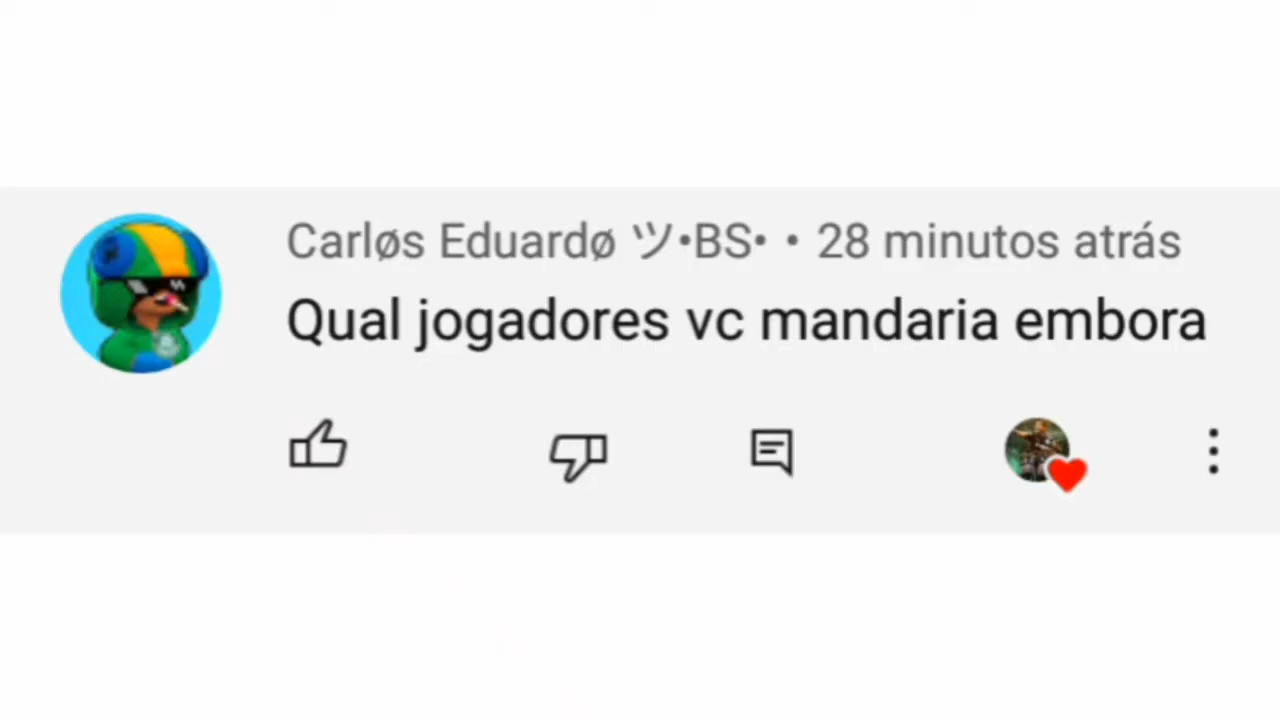 Carløs Eduardø ツ•BS• • 28 minutos atrás
Qual jogadores vc mandaria embora